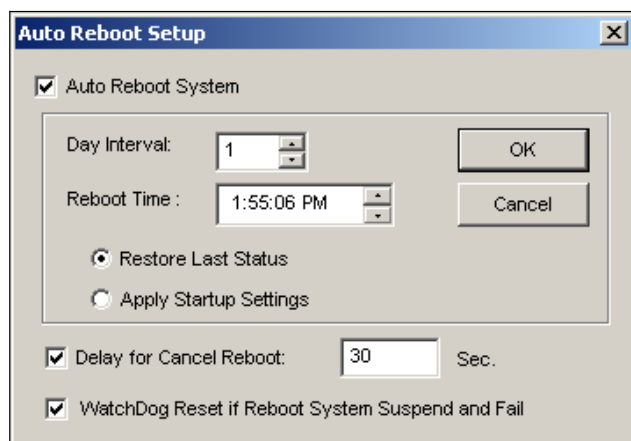 Auto Reboot Setup
Auto Reboot System
Day Interval: 1 OK
Reboot Time : 1:55:06 PM Cancel
Restore Last Status
Apply Startup Settings
Delay for Cancel Reboot: 30 Sec.
WatchDog Reset if Reboot System Suspend and Fail